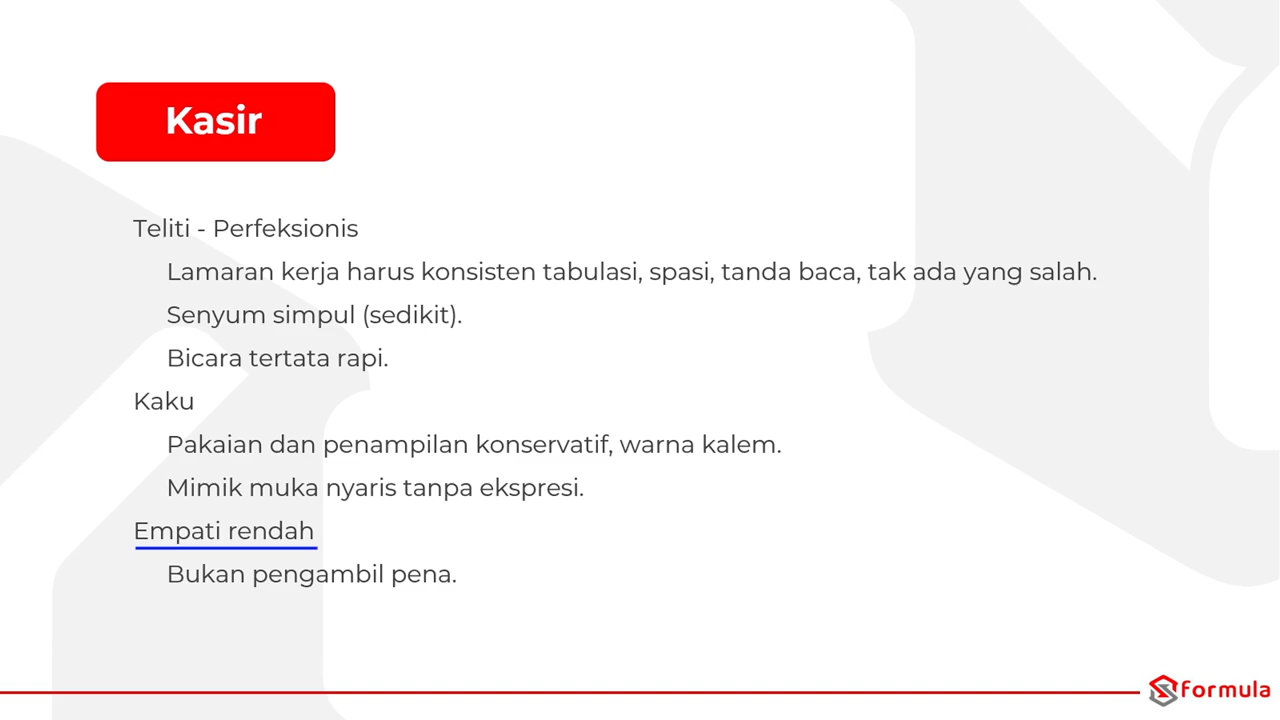 Kasir
Teliti - Perfeksionis
Lamaran kerja harus konsisten tabulasi, spasi, tanda baca, tak ada yang salah.
Senyum simpul (sedikit).
Bicara tertata rapi.
Kaku
Pakaian dan penampilan konservatif, warna kalem.
Mimik muka nyaris tanpa ekspresi.
Empati rendah
Bukan pengambil pena.
formula